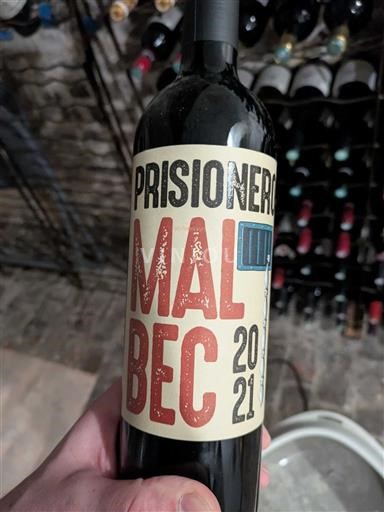 PRISIONERO
MAL
BEC
20
21